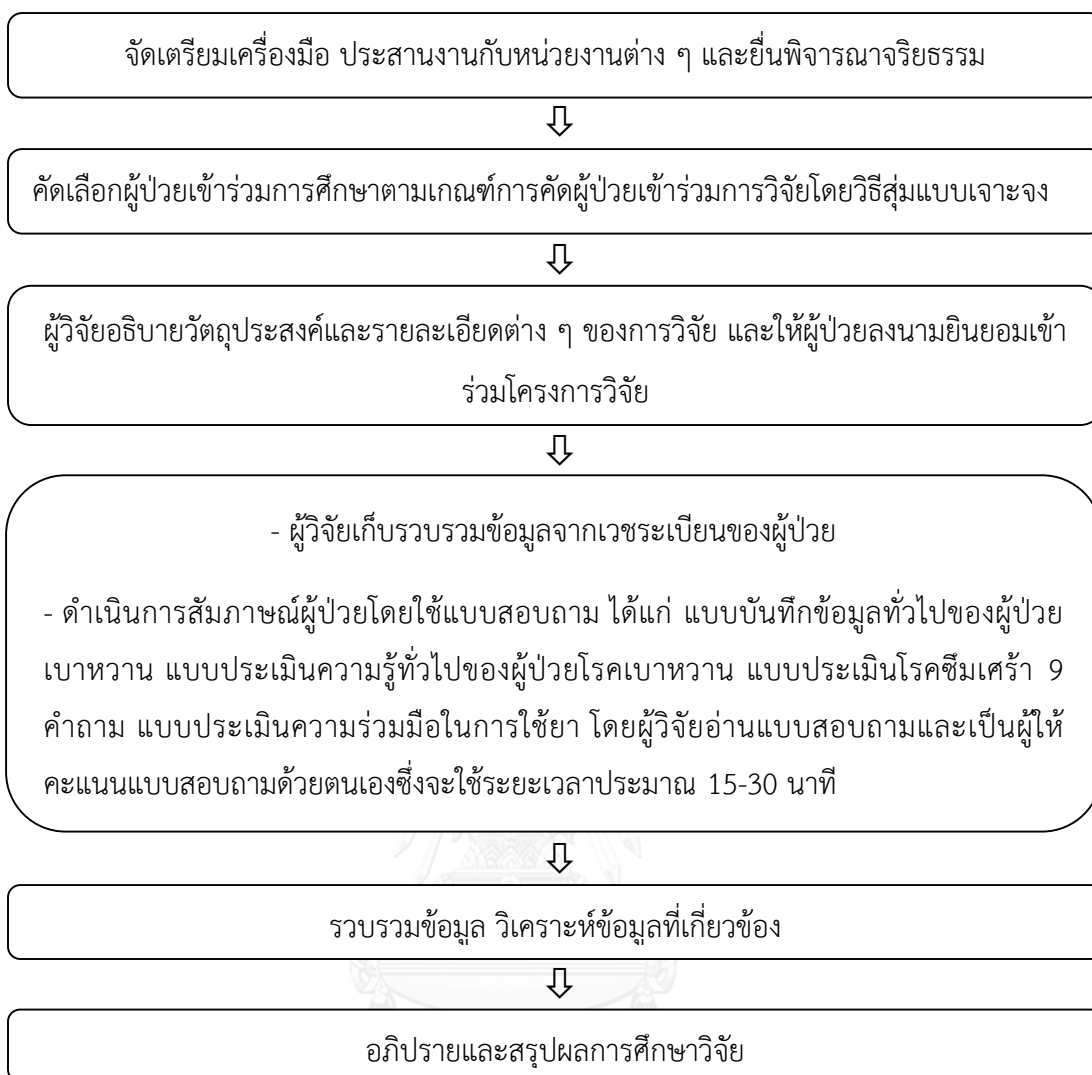 จัดเตรียมเครื่องมือ ประสานงานกับหน่วยงานต่าง ๆ และยื่นพิจารณาจริยธรรม
คัดเลือกผู้ป่วยเข้าร่วมการศึกษาตามเกณฑ์การคัดผู้ป่วยเข้าร่วมการวิจัยโดยวิธีสุ่มแบบเจาะจง
ผู้วิจัยอธิบายวัตถุประสงค์และรายละเอียดต่าง ๆ ของการวิจัย และให้ผู้ป่วยลงนามยินยอมเข้า
ร่วมโครงการวิจัย
- ผู้วิจัยเก็บรวบรวมข้อมูลจากเวชระเบียนของผู้ป่วย
- ดำเนินการสัมภาษณ์ผู้ป่วยโดยใช้แบบสอบถาม ได้แก่ แบบบันทึกข้อมูลทั่วไปของผู้ป่วย
เบาหวาน แบบประเมินความรู้ทั่วไปของผู้ป่วยโรคเบาหวาน แบบประเมินโรคซึมเศร้า 9
คำถาม แบบประเมินความร่วมมือในการใช้ยา โดยผู้วิจัยอ่านแบบสอบถามและเป็นผู้ให้
คะแนนแบบสอบถามด้วยตนเองซึ่งจะใช้ระยะเวลาประมาณ 15-30 นาที
รวบรวมข้อมูล วิเคราะห์ข้อมูลที่เกี่ยวข้อง
อภิปรายและสรุปผลการศึกษาวิจัย